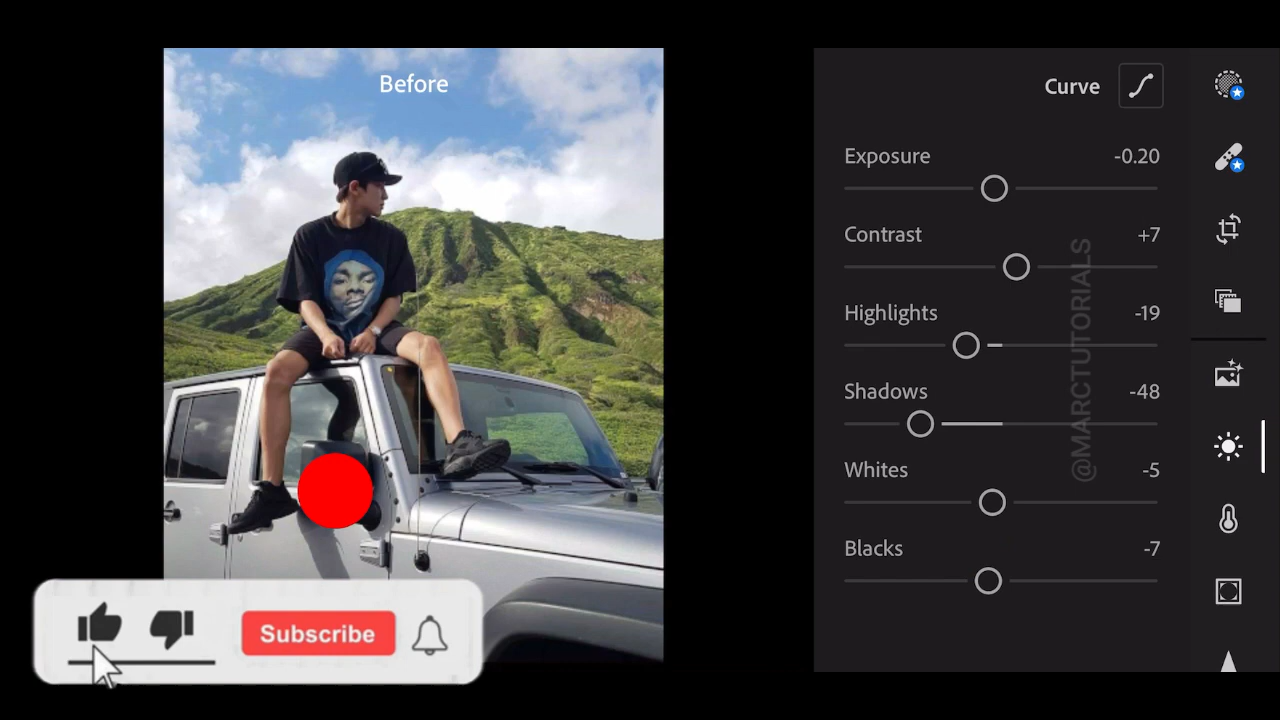 Before
Curve
Exposure -0.20
Contrast +7
Highlights -19
Shadows -48
Whites -5
Blacks -7
@MARCTUTORIALS
Subscribe